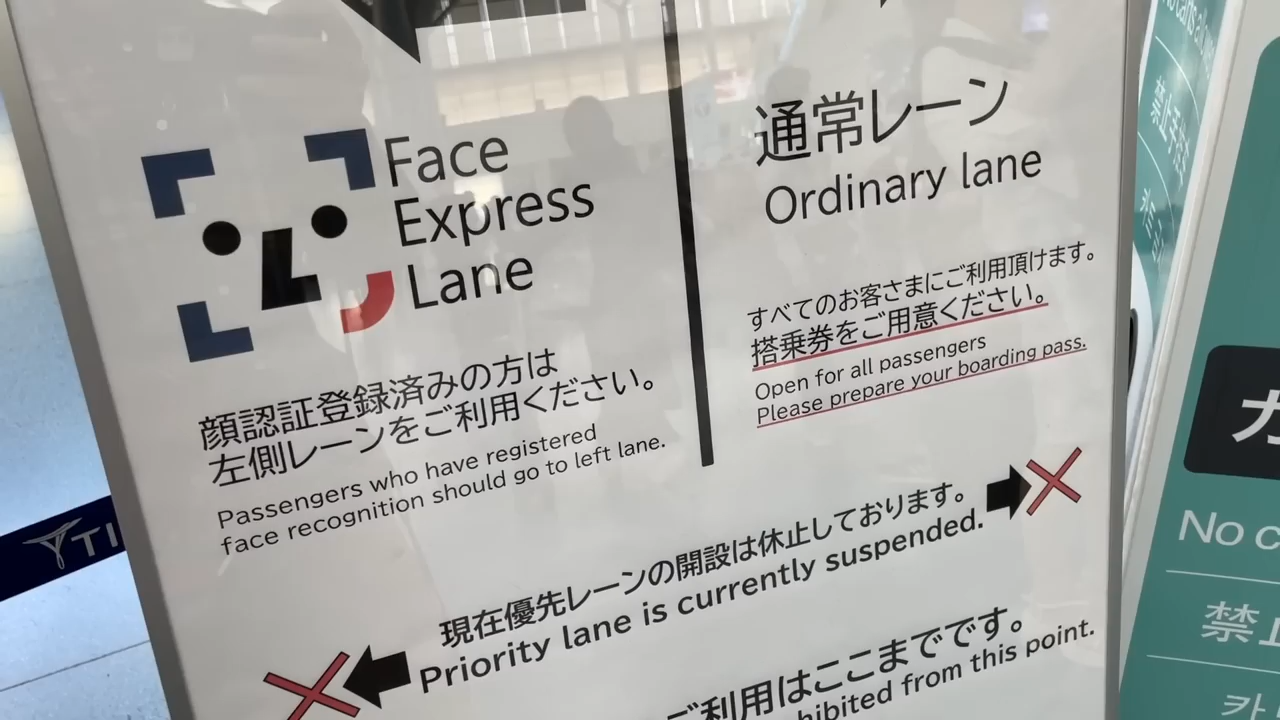 Face
Express
Lane
顔認証登録済みの方は
左側レーンをご利用ください。
Passengers who have registered
face recognition should go to left lane.
通常レーン
Ordinary lane
すべてのお客さまにご利用頂けます。
搭乗券をご用意ください。
Open for all passengers
Please prepare your boarding pass.
現在優先レーンの開設は休止しております。
Priority lane is currently suspended.
ご利用はここまでです。
from this point.
No
禁止